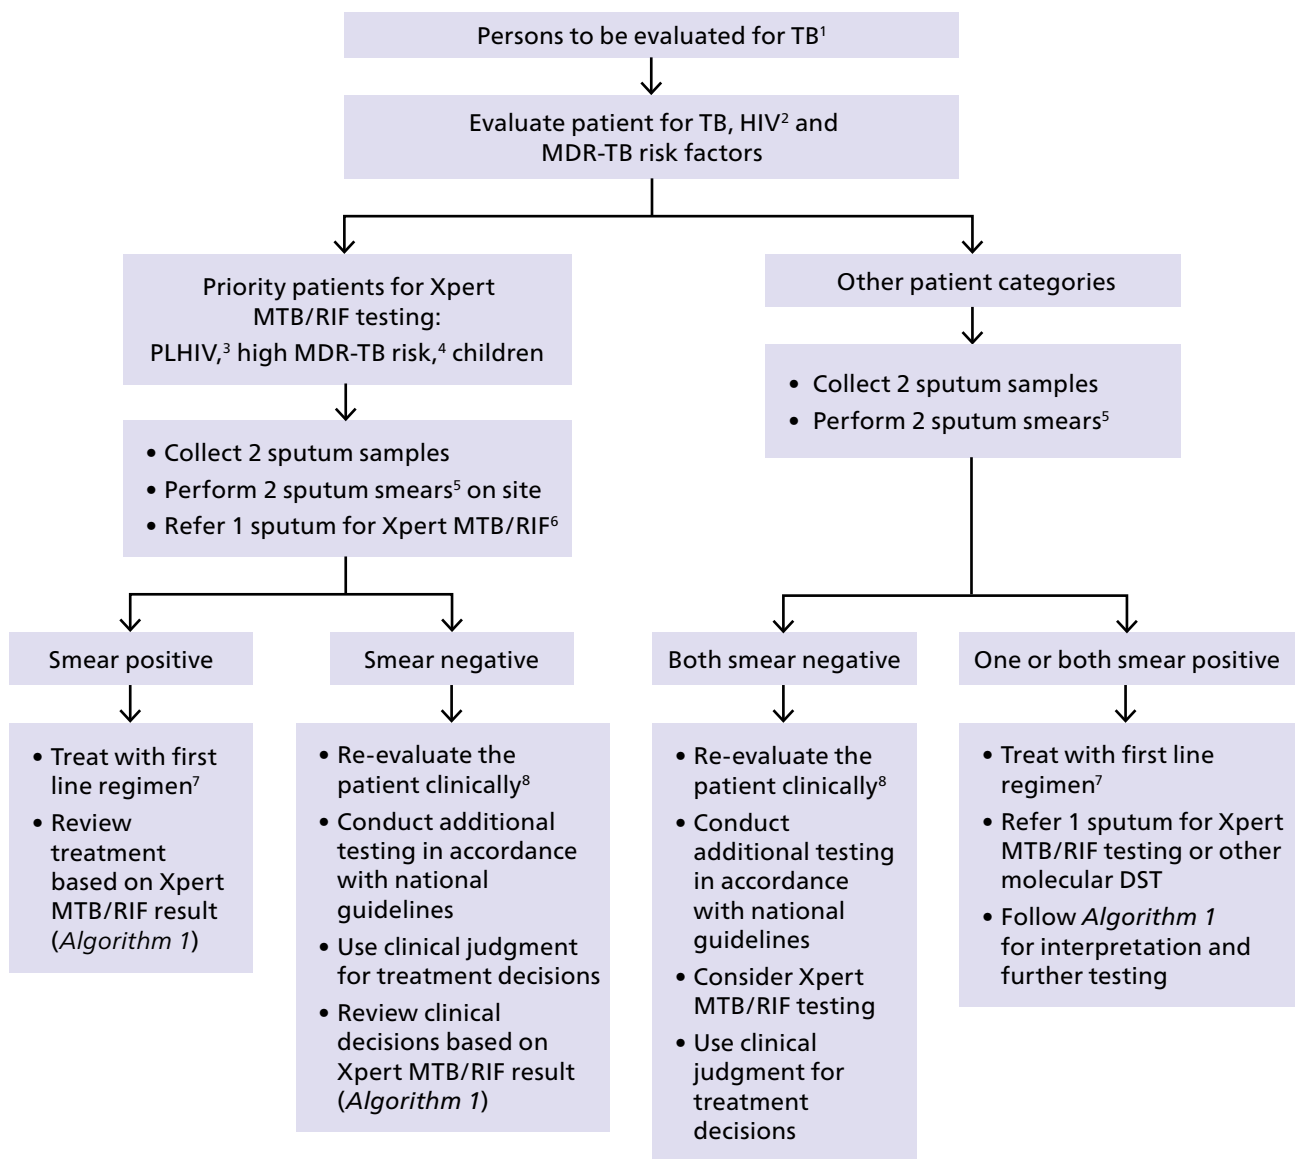 Persons to be evaluated for TB¹
Evaluate patient for TB, HIV² and
MDR-TB risk factors
Priority patients for Xpert
MTB/RIF testing:
PLHIV,³ high MDR-TB risk,⁴ children
Other patient categories
• Collect 2 sputum samples
• Perform 2 sputum smears⁵ on site
• Refer 1 sputum for Xpert MTB/RIF⁶
• Collect 2 sputum samples
• Perform 2 sputum smears⁵
Smear positive
Smear negative
Both smear negative
One or both smear positive
• Treat with first
line regimen⁷
• Review
treatment
based on Xpert
MTB/RIF result
(Algorithm 1)
• Re-evaluate the
patient clinically⁸
• Conduct additional
testing in accordance
with national
guidelines
• Use clinical judgment
for treatment decisions
• Review clinical
decisions based on
Xpert MTB/RIF result
(Algorithm 1)
• Re-evaluate the
patient clinically⁸
• Conduct
additional testing
in accordance
with national
guidelines
• Consider Xpert
MTB/RIF testing
• Use clinical
judgment for
treatment
decisions
• Treat with first line
regimen⁷
• Refer 1 sputum for Xpert
MTB/RIF testing or other
molecular DST
• Follow Algorithm 1
for interpretation and
further testing